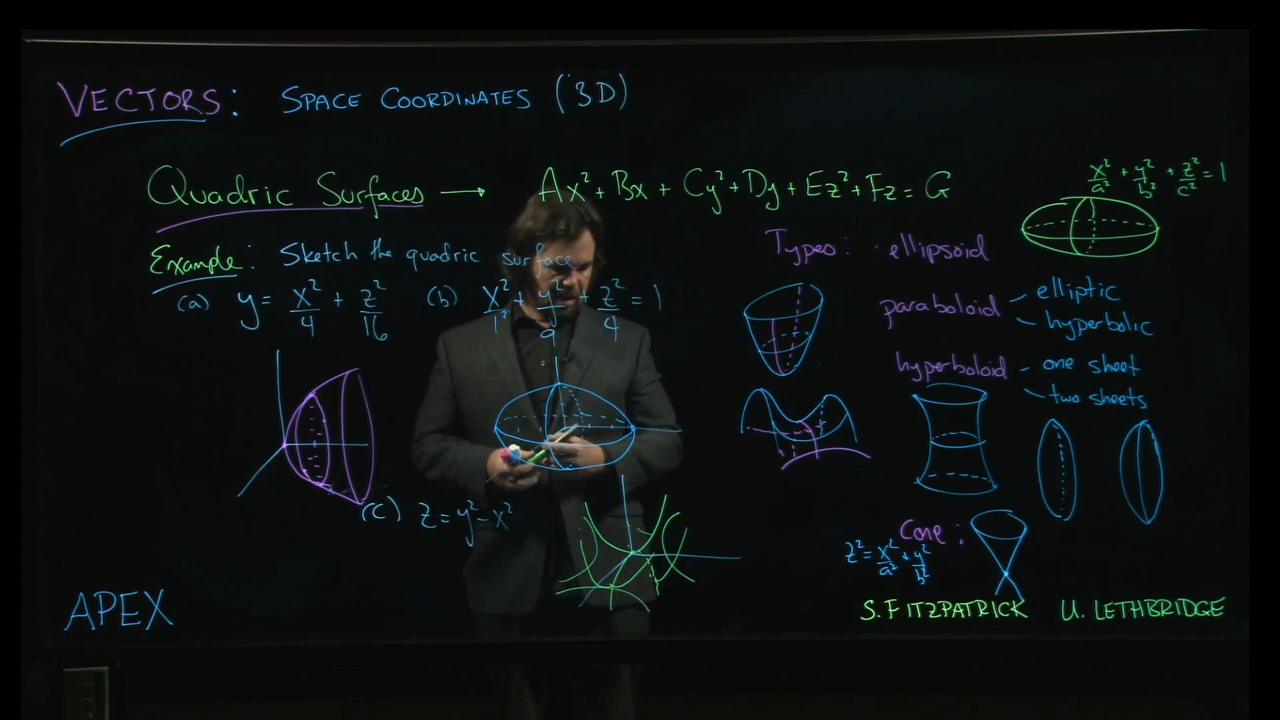 VECTORS: SPACE COORDINATES (3D)
Quadric Surfaces → Ax² + Bx + Cy² + Dy + Ez² + Fz = G
x²/a² + y²/b² + z²/c² = 1
Example: Sketch the quadric surface
(a) y = x²/4 + z²/16 (b) x²/1² + y²/9 + z²/4 = 1
(c) z = y² - x²
Types: · ellipsoid
paraboloid - elliptic
- hyperbolic
hyperboloid - one sheet
- two sheets
Cone:
z² = x²/a² + y²/b²
APEX
S. FITZPATRICK U. LETHBRIDGE